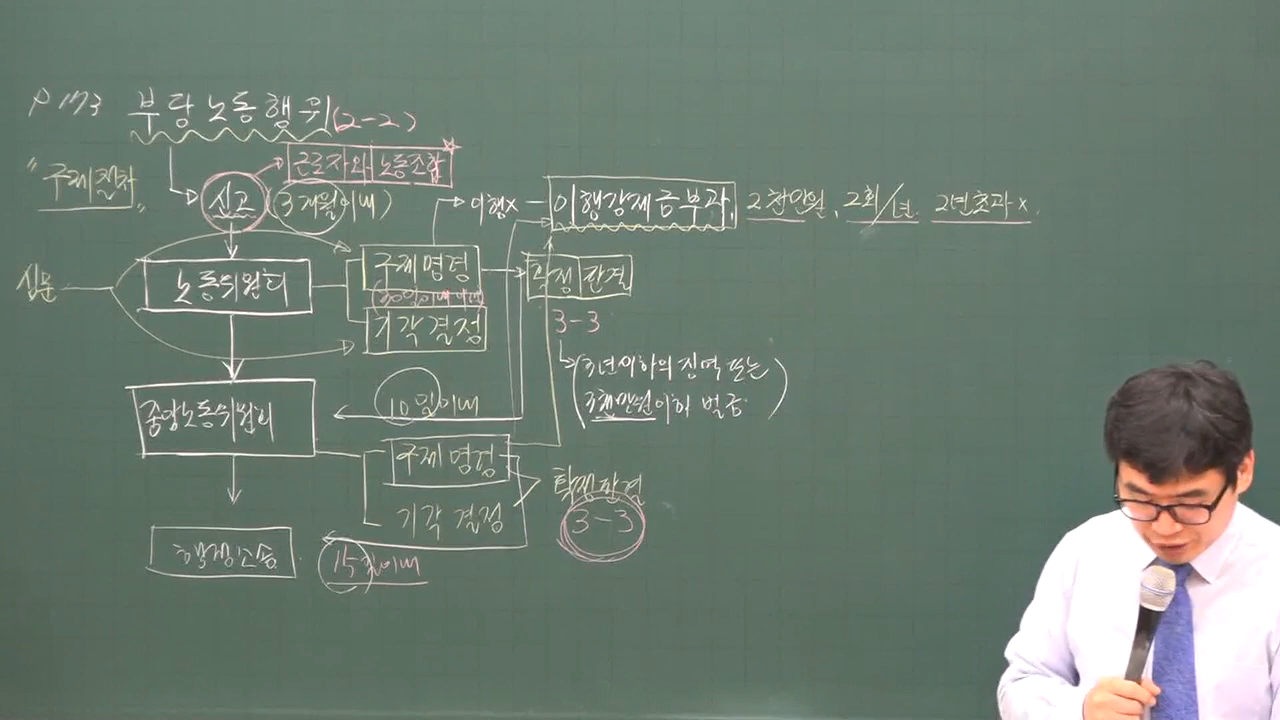 P 173 부당노동행위(2-2)
"구제절차"
근로자와 노동조합
신고 (3개월이내)
이행x
이행강제금부과, 2천만원, 2회/년. 2년초과x.
심문
노동위원회
구제명령
30일이내
기각결정
확정판결
3-3
(3년이하의 징역 또는
3천만원이하 벌금)
10일이내
중앙노동위원회
구제명령
기각결정
확정판결
3-3
행정소송
15일이내